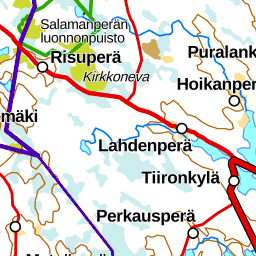 Salamanperän
luonnonpuisto
Puralank
Risuperä
Kirkkoneva
Hoikanper
mäki
Lahdenperä
Tiironkylä
Perkausperä